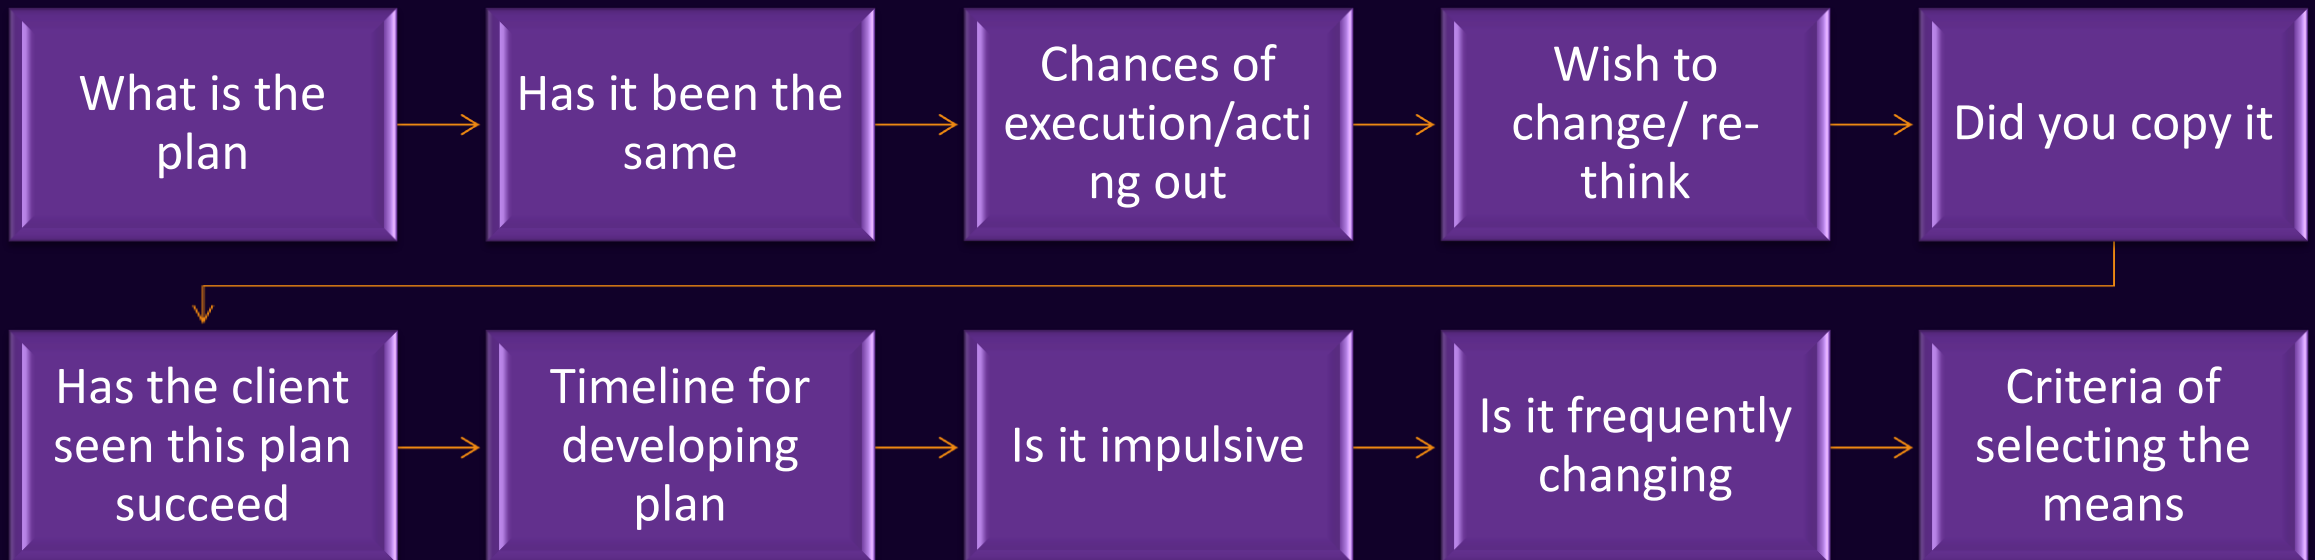 What is the
plan
Has it been the
same
Chances of
execution/acti
ng out
Wish to
change/ re-
think
Did you copy it
Has the client
seen this plan
succeed
Timeline for
developing
plan
Is it impulsive
Is it frequently
changing
Criteria of
selecting the
means